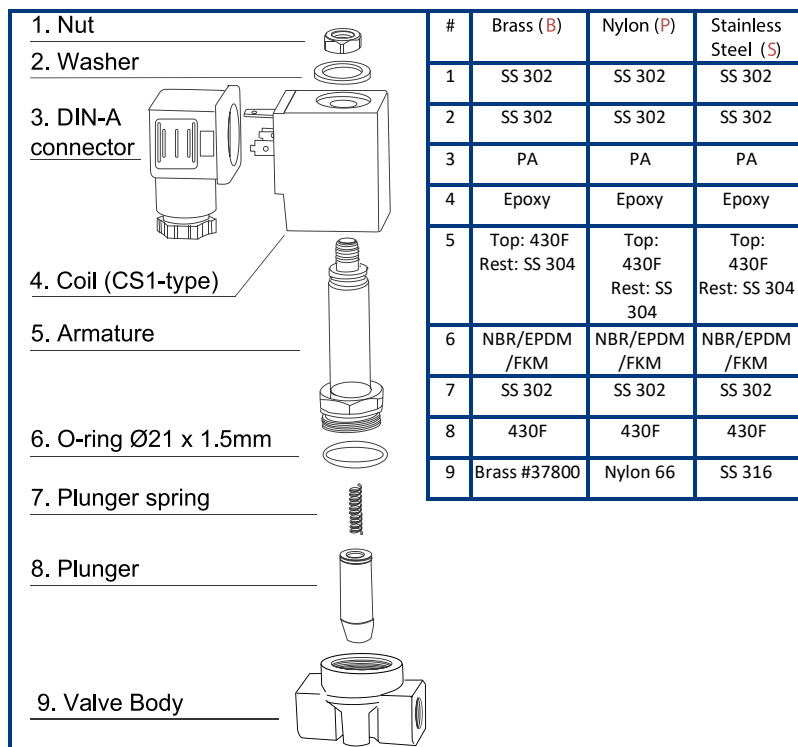 1. Nut
2. Washer
3. DIN-A
connector
4. Coil (CS1-type)
5. Armature
6. O-ring Ø21 x 1.5mm
7. Plunger spring
8. Plunger
9. Valve Body
# Brass (B) Nylon (P) Stainless
Steel (S)
1 SS 302 SS 302 SS 302
2 SS 302 SS 302 SS 302
3 PA PA PA
4 Epoxy Epoxy Epoxy
5 Top: 430F Top: Top:
Rest: SS 304 430F 430F
Rest: SS Rest: SS 304
304
6 NBR/EPDM NBR/EPDM NBR/EPDM
/FKM /FKM /FKM
7 SS 302 SS 302 SS 302
8 430F 430F 430F
9 Brass #37800 Nylon 66 SS 316